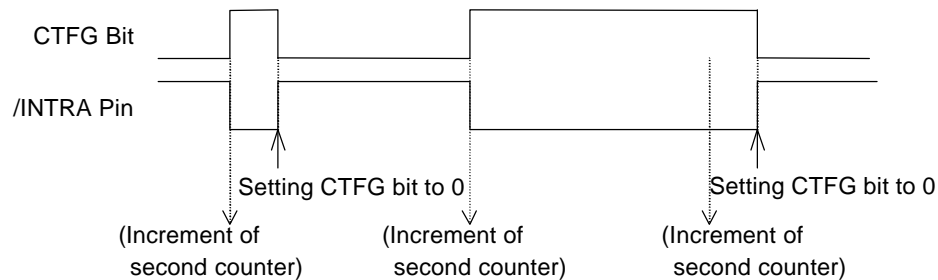 CTFG Bit
/INTRA Pin
Setting CTFG bit to 0
Setting CTFG bit to 0
(Increment of
second counter)
(Increment of
second counter)
(Increment of
second counter)